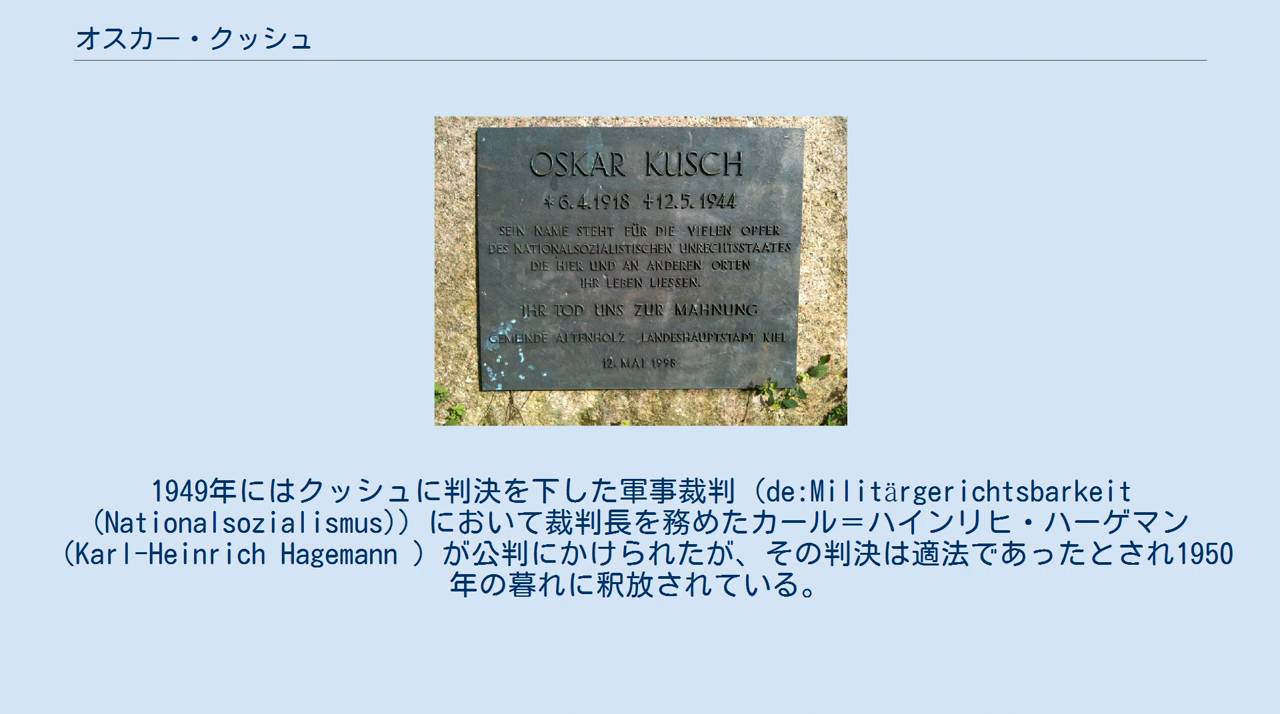 オスカー・クッシュ
OSKAR KUSCH
*6.4.1918 +12.5.1944
SEIN NAME STEHT FÜR DIE VIELEN OPFER
DES NATIONALSOZIALISTISCHEN UNRECHTSSTAATES
DIE HIER UND AN ANDEREN ORTEN
IHR LEBEN LIESSEN.
IHR TOD UNS ZUR MAHNUNG
GEMEINDE ALTENHOLZ LANDESHAUPTSTADT KIEL
12. MAI 1998
1949年にはクッシュに判決を下した軍事裁判（de:Militärgerichtsbarkeit
（Nationalsozialismus)）において裁判長を務めたカール＝ハインリヒ・ハーゲマン
（Karl-Heinrich Hagemann ）が公判にかけられたが、その判決は適法であったとされ1950
年の暮れに釈放されている。